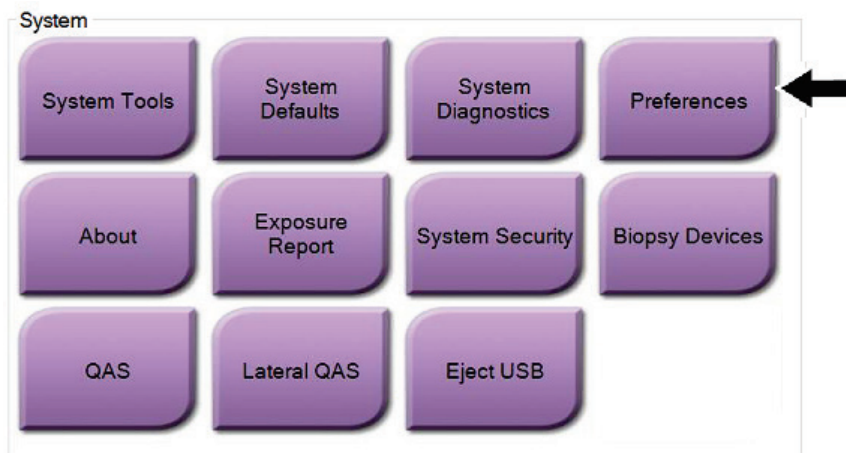 System
System Tools
System
Defaults
System
Diagnostics
Preferences
About
Exposure
Report
System Security
Biopsy Devices
QAS
Lateral QAS
Eject USB